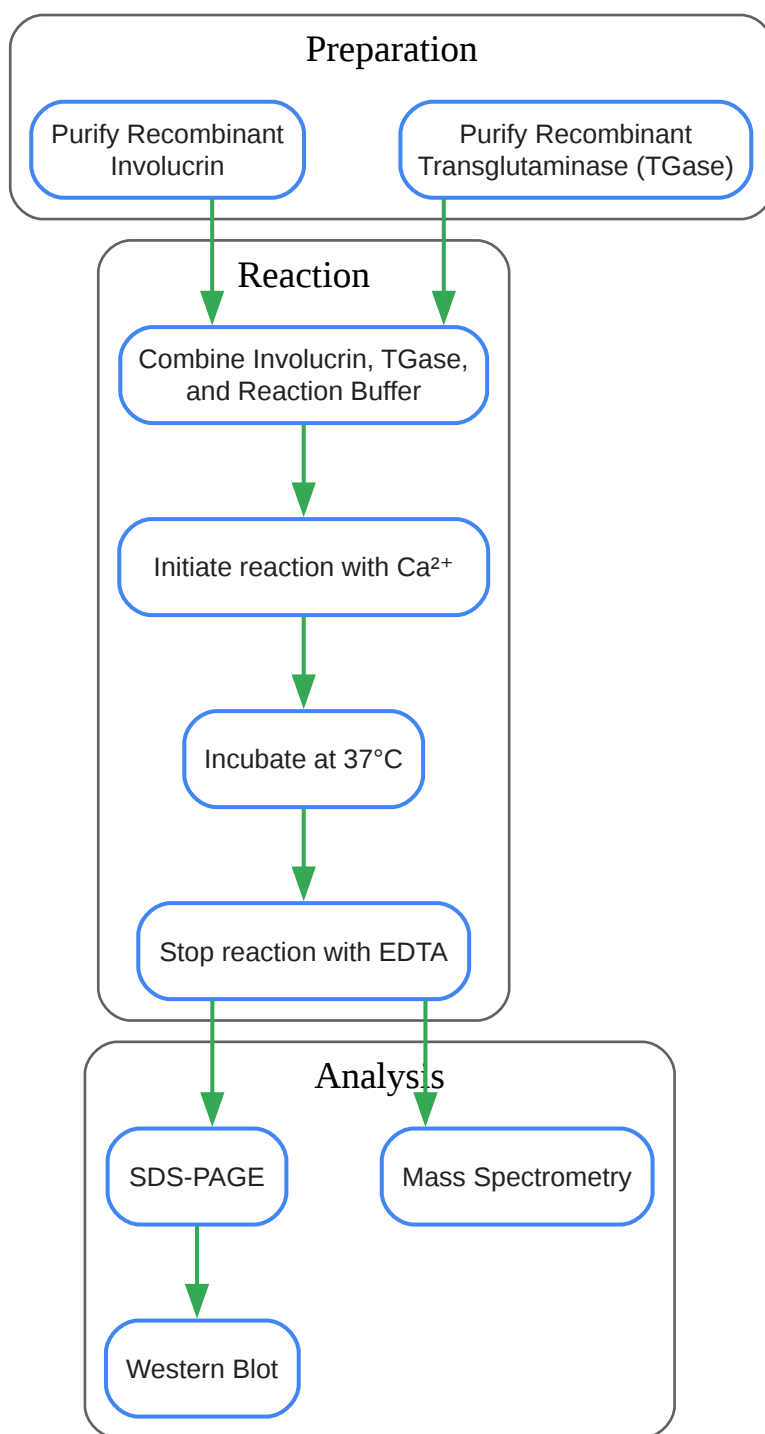 Preparation
Purify Recombinant
Involucrin
Purify Recombinant
Transglutaminase (TGase)
Reaction
Combine Involucrin, TGase,
and Reaction Buffer
Initiate reaction with Ca²⁺
Incubate at 37°C
Stop reaction with EDTA
Analysis
SDS-PAGE
Mass Spectrometry
Western Blot